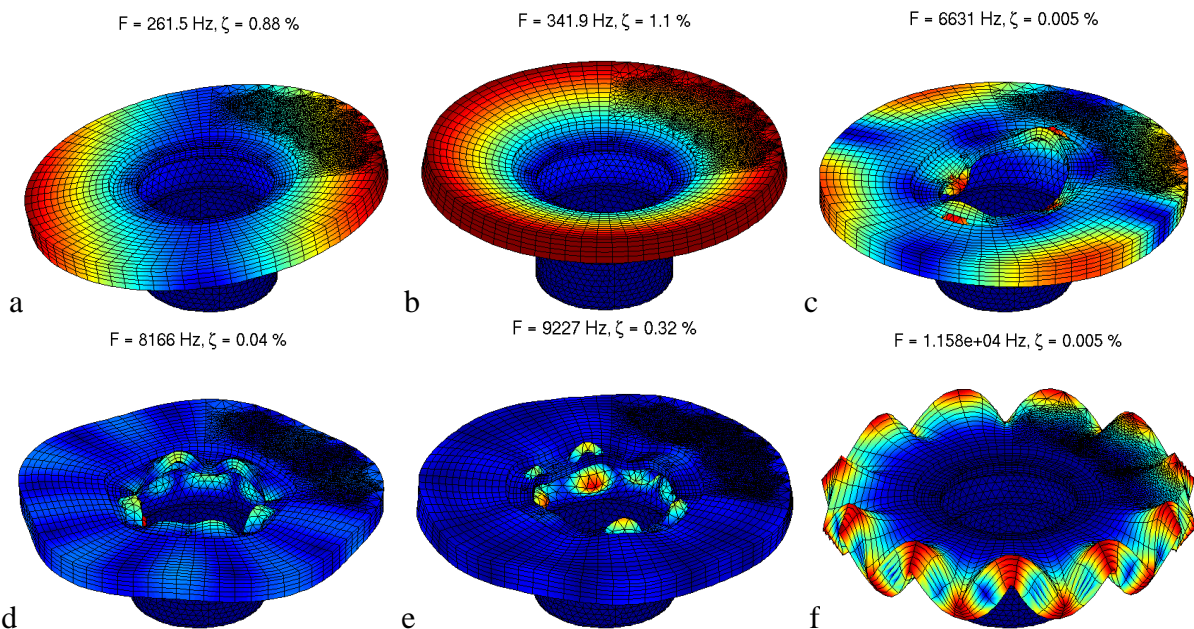 F = 261.5 Hz, ζ = 0.88 %
F = 341.9 Hz, ζ = 1.1 %
F = 6631 Hz, ζ = 0.005 %
a
b
c
F = 8166 Hz, ζ = 0.04 %
F = 9227 Hz, ζ = 0.32 %
F = 1.158e+04 Hz, ζ = 0.005 %
d
e
f